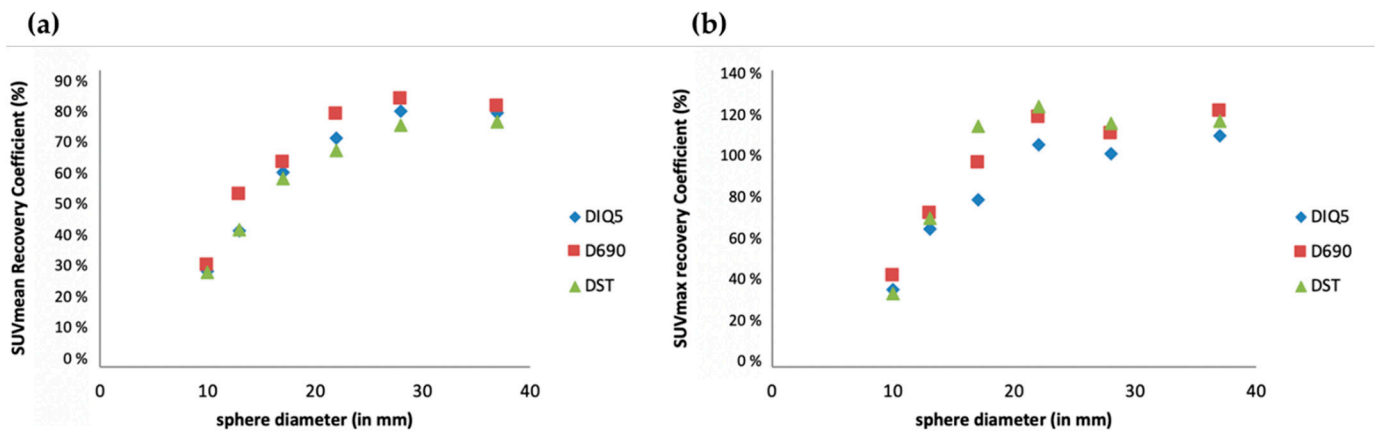 (a)
SUVmean Recovery Coefficient (%)
90 %
80 %
70 %
60 %
50 %
40 %
30 %
20 %
10 %
0 %
0 10 20 30 40
sphere diameter (in mm)
DIQ5
D690
DST
(b)
SUVmax recovery Coefficient (%)
140 %
120 %
100 %
80 %
60 %
40 %
20 %
0 %
0 10 20 30 40
sphere diameter (in mm)
DIQ5
D690
DST